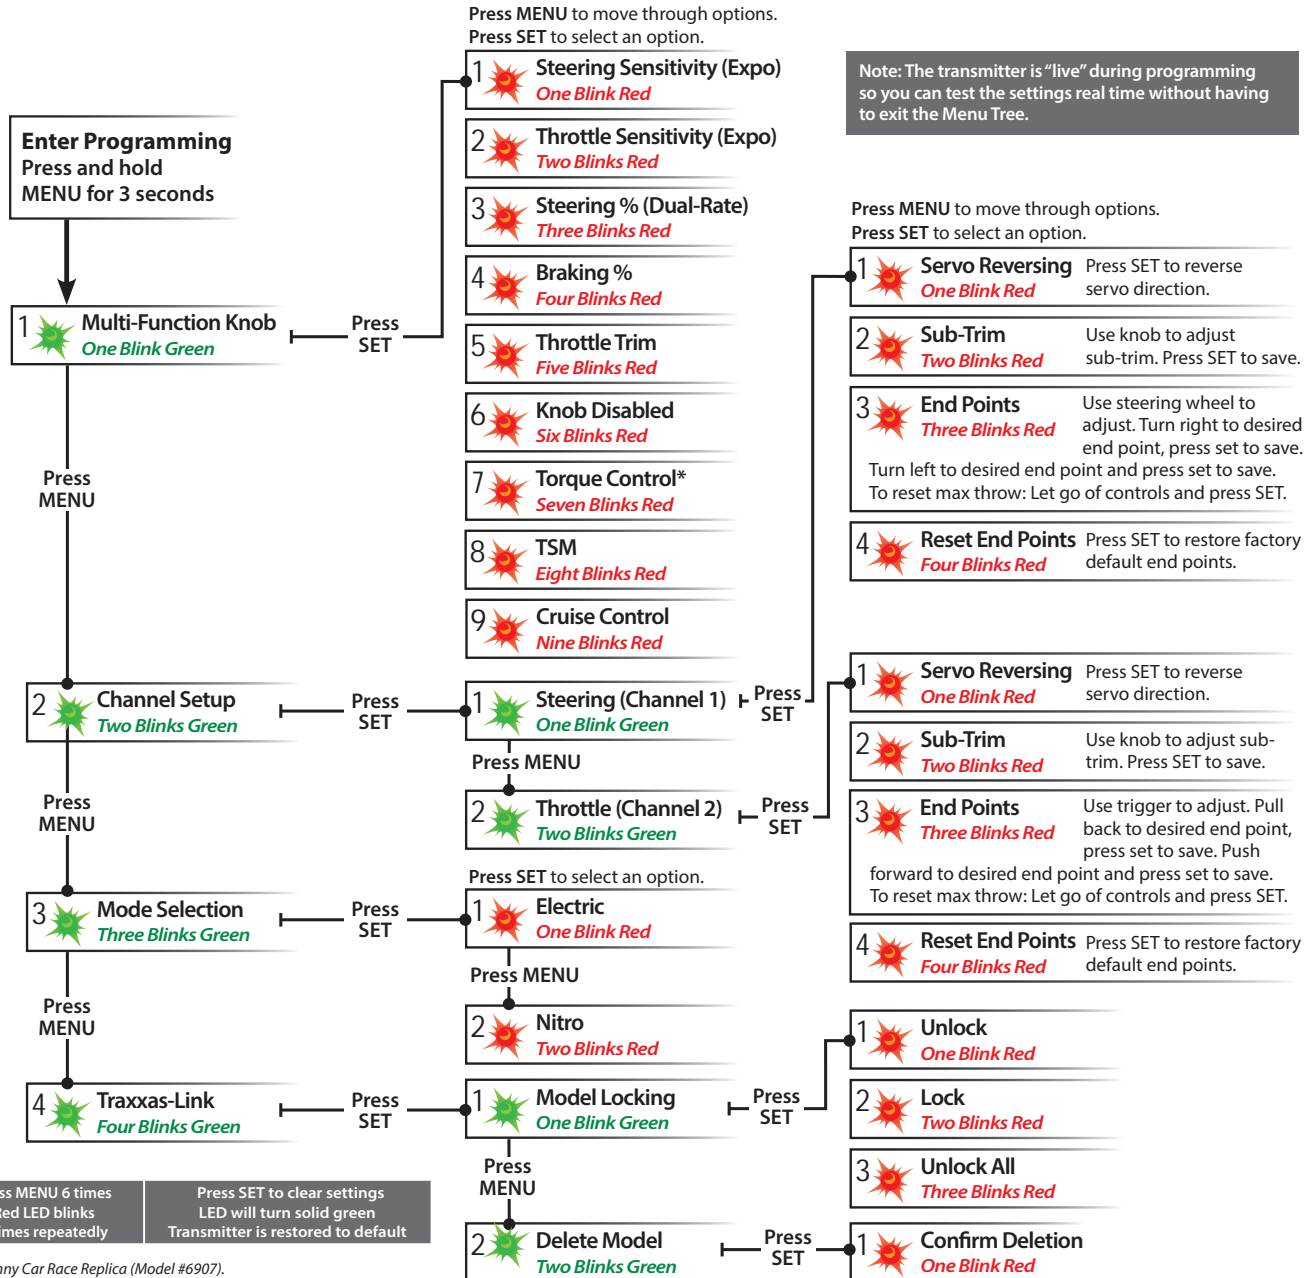 Press MENU to move through options.
Press SET to select an option.
1 Steering Sensitivity (Expo)
One Blink Red
2 Throttle Sensitivity (Expo)
Two Blinks Red
3 Steering % (Dual-Rate)
Three Blinks Red
4 Braking %
Four Blinks Red
5 Throttle Trim
Five Blinks Red
6 Knob Disabled
Six Blinks Red
7 Torque Control*
Seven Blinks Red
8 TSM
Eight Blinks Red
9 Cruise Control
Nine Blinks Red
Note: The transmitter is “live” during programming
so you can test the settings real time without having
to exit the Menu Tree.
Enter Programming
Press and hold
MENU for 3 seconds
1 Multi-Function Knob
One Blink Green
Press
SET
Press
MENU
2 Channel Setup
Two Blinks Green
Press
SET
1 Steering (Channel 1)
One Blink Green
Press
SET
Press MENU
2 Throttle (Channel 2)
Two Blinks Green
Press
SET
Press MENU to move through options.
Press SET to select an option.
1 Servo Reversing
One Blink Red
Press SET to reverse
servo direction.
2 Sub-Trim
Two Blinks Red
Use knob to adjust
sub-trim. Press SET to save.
3 End Points
Three Blinks Red
Use steering wheel to
adjust. Turn right to desired
end point, press set to save.
Turn left to desired end point and press set to save.
To reset max throw: Let go of controls and press SET.
4 Reset End Points
Four Blinks Red
Press SET to restore factory
default end points.
1 Servo Reversing
One Blink Red
Press SET to reverse
servo direction.
2 Sub-Trim
Two Blinks Red
Use knob to adjust sub-
trim. Press SET to save.
3 End Points
Three Blinks Red
Use trigger to adjust. Pull
back to desired end point,
press set to save. Push
forward to desired end point and press set to save.
To reset max throw: Let go of controls and press SET.
4 Reset End Points
Four Blinks Red
Press SET to restore factory
default end points.
Press
MENU
3 Mode Selection
Three Blinks Green
Press
SET
Press SET to select an option.
1 Electric
One Blink Red
Press MENU
2 Nitro
Two Blinks Red
Press
MENU
4 Traxxas-Link
Four Blinks Green
Press
SET
1 Model Locking
One Blink Green
Press
SET
1 Unlock
One Blink Red
2 Lock
Two Blinks Red
3 Unlock All
Three Blinks Red
Press
MENU
2 Delete Model
Two Blinks Green
Press
SET
1 Confirm Deletion
One Blink Red
ss MENU 6 times
Red LED blinks
imes repeatedly
Press SET to clear settings
LED will turn solid green
Transmitter is restored to default
nny Car Race Replica (Model #6907).